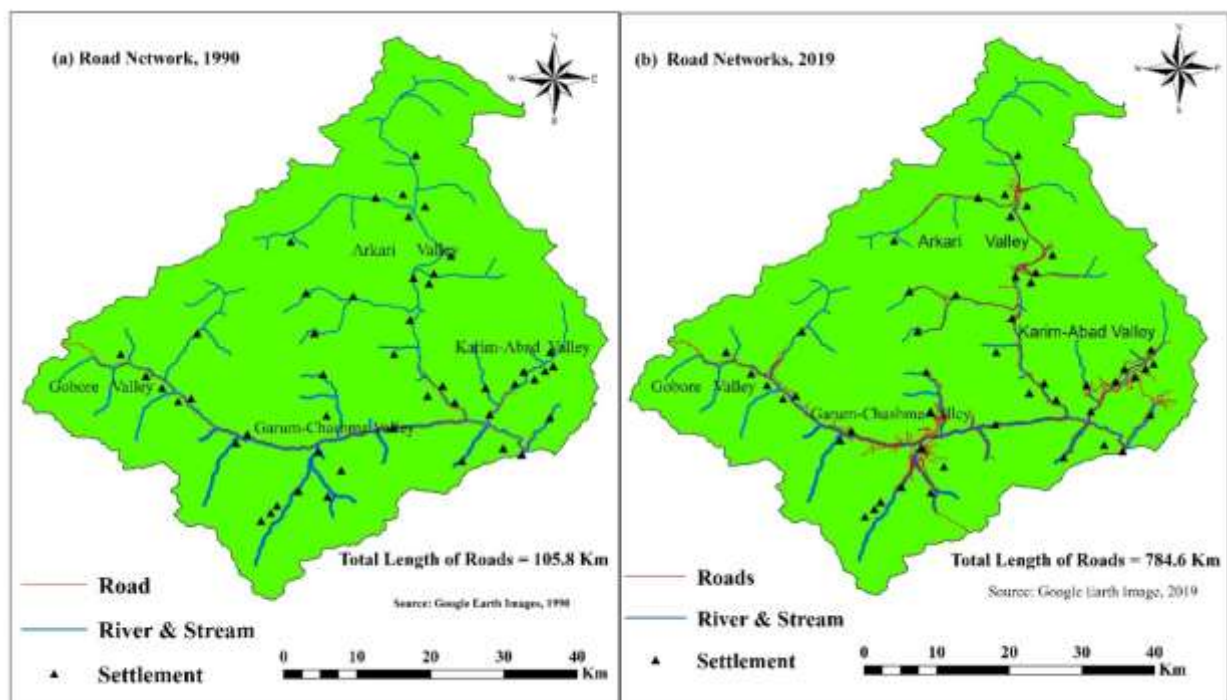 (a) Road Network, 1990
N
W
E
S
Arkari Valley
Karim-Abad Valley
Gobore Valley
Garum-Chashma Valley
Total Length of Roads = 105.8 Km
Road
Source: Google Earth Images, 1990
River & Stream
Settlement
0 10 20 30 40
Km
(b) Road Networks, 2019
Arkari Valley
Karim-Abad Valley
Gobore Valley
Garum-Chashma Valley
Total Length of Roads = 784.6 Km
Roads
Source: Google Earth Image, 2019
River & Stream
Settlement
0 10 20 30 40
Km